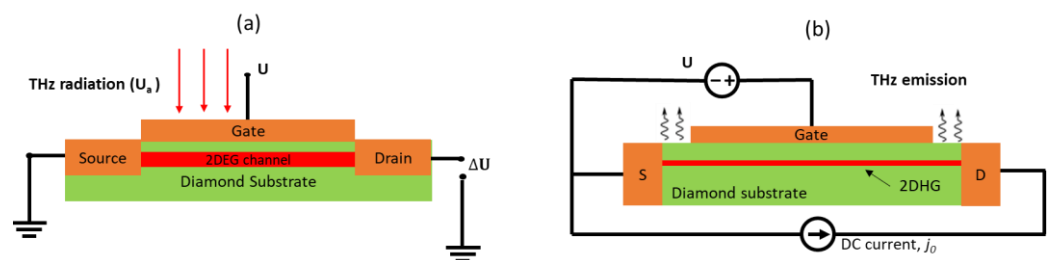 (a)
THz radiation (Uₐ)
U
Gate
Source
2DEG channel
Drain
ΔU
Diamond Substrate
(b)
U
- +
THz emission
Gate
S
D
2DHG
Diamond substrate
DC current, j₀